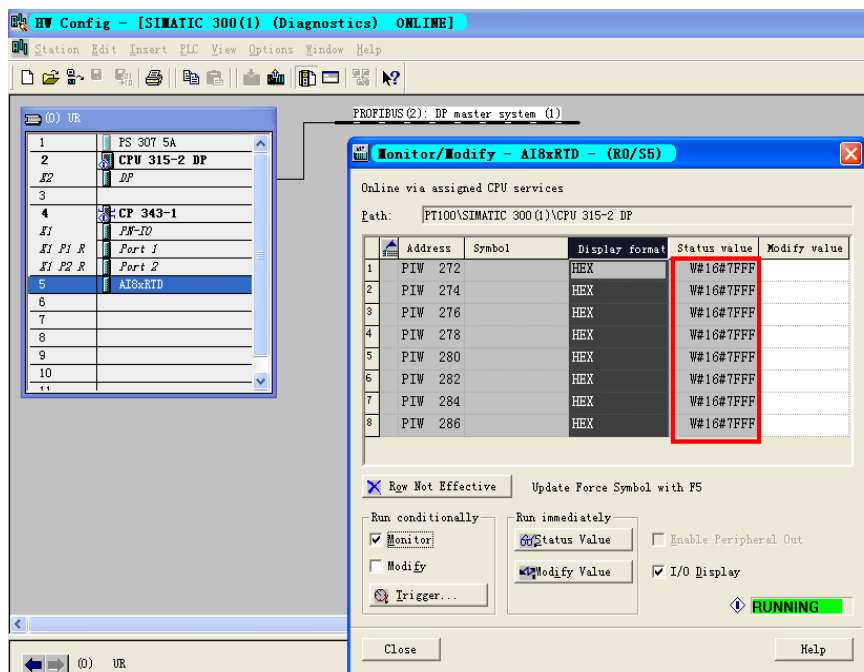 HW Config - [SIMATIC 300(1) (Diagnostics) ONLINE]
Station Edit Insert PLC View Options Window Help
(0) UR
1 PS 307 5A
2 CPU 315-2 DP
X2 DP
3
4 CP 343-1
X1 PN-IO
X1 P1 R Port 1
X1 P2 R Port 2
5 AI8xRTD
6
7
8
9
10
11
PROFIBUS(2): DP master system (1)
Monitor/Modify - AI8xRTD - (R0/S5)
Online via assigned CPU services
Path: PT100\SIMATIC 300(1)\CPU 315-2 DP
Address Symbol Display format Status value Modify value
1 PIW 272 HEX W#16#7FFF
2 PIW 274 HEX W#16#7FFF
3 PIW 276 HEX W#16#7FFF
4 PIW 278 HEX W#16#7FFF
5 PIW 280 HEX W#16#7FFF
6 PIW 282 HEX W#16#7FFF
7 PIW 284 HEX W#16#7FFF
8 PIW 286 HEX W#16#7FFF
Row Not Effective Update Force Symbol with F5
Run conditionally Run immediately
Monitor Status Value Enable Peripheral Out
Modify Modify Value I/O Display
Trigger...
RUNNING
Close Help
(0) UR